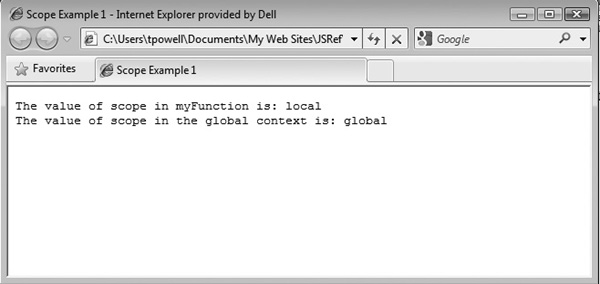 Scope Example 1 - Internet Explorer provided by Dell
C:\Users\tpowell\Documents\My Web Sites\JSRef
Google
Favorites
Scope Example 1
The value of scope in myFunction is: local
The value of scope in the global context is: global